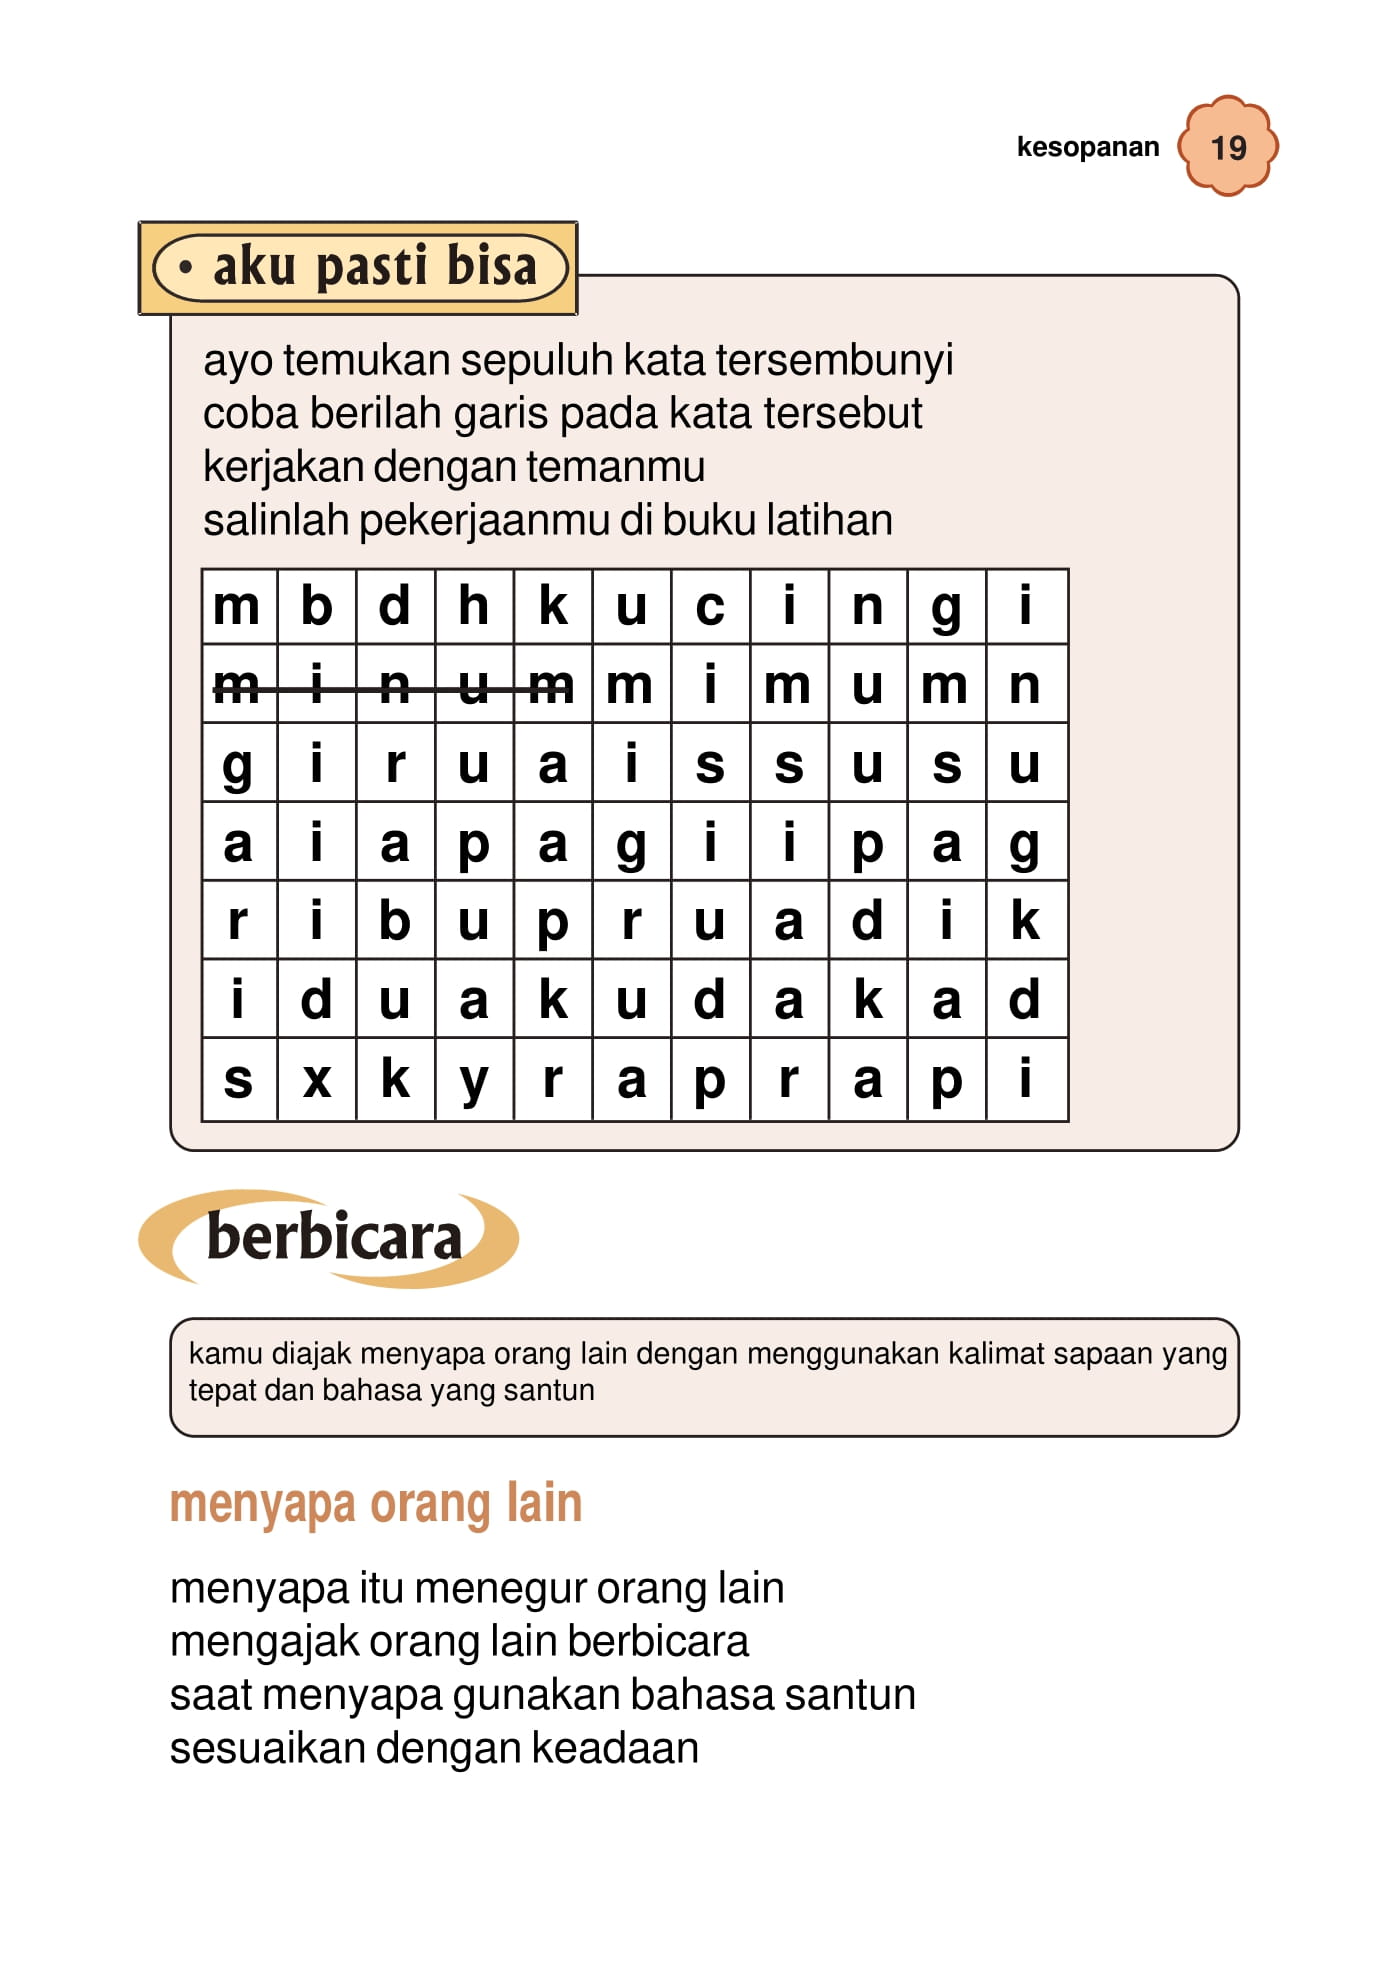 kesopanan 19
• aku pasti bisa
ayo temukan sepuluh kata tersembunyi
coba berilah garis pada kata tersebut
kerjakan dengan temanmu
salinlah pekerjaanmu di buku latihan
m b d h k u c i n g i
m i n u m m i m u m n
g i r u a i s s u s u
a i a p a g i i p a g
r i b u p r u a d i k
i d u a k u d a k a d
s x k y r a p r a p i
berbicara
kamu diajak menyapa orang lain dengan menggunakan kalimat sapaan yang
tepat dan bahasa yang santun
menyapa orang lain
menyapa itu menegur orang lain
mengajak orang lain berbicara
saat menyapa gunakan bahasa santun
sesuaikan dengan keadaan